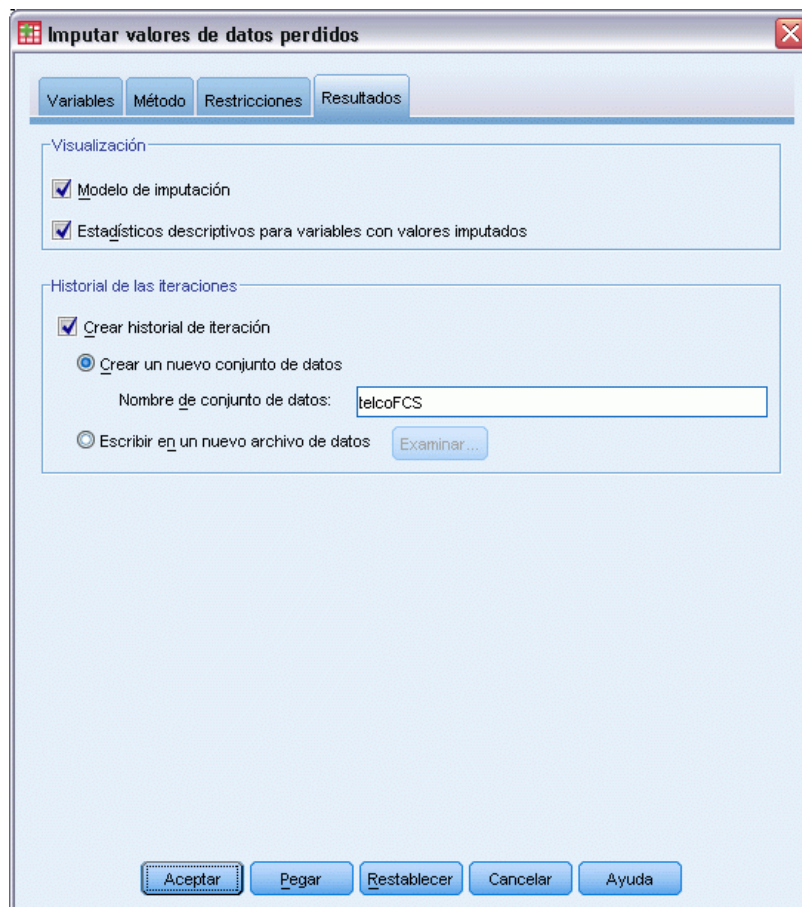 Imputar valores de datos perdidos
Variables Método Restricciones Resultados
Visualización
Modelo de imputación
Estadísticos descriptivos para variables con valores imputados
Historial de las iteraciones
Crear historial de iteración
Crear un nuevo conjunto de datos
Nombre de conjunto de datos: telcoFCS
Escribir en un nuevo archivo de datos Examinar...
Aceptar Pegar Restablecer Cancelar Ayuda